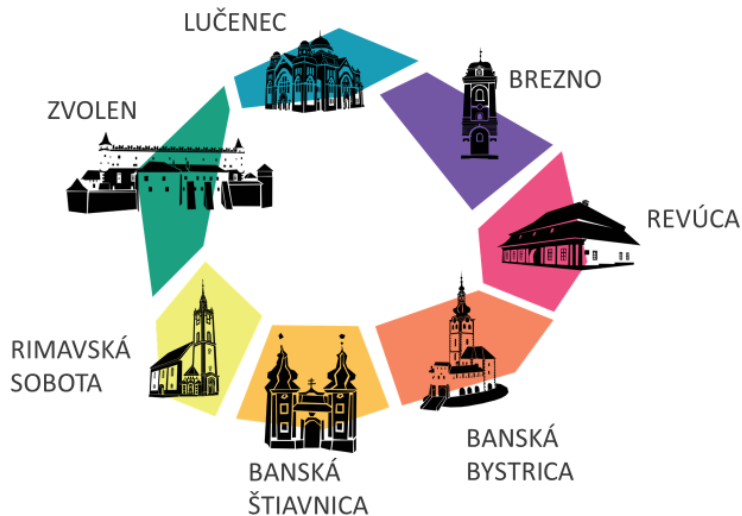 LUČENEC
BREZNO
ZVOLEN
REVÚCA
RIMAVSKÁ
SOBOTA
BANSKÁ
BYSTRICA
BANSKÁ
ŠTIAVNICA